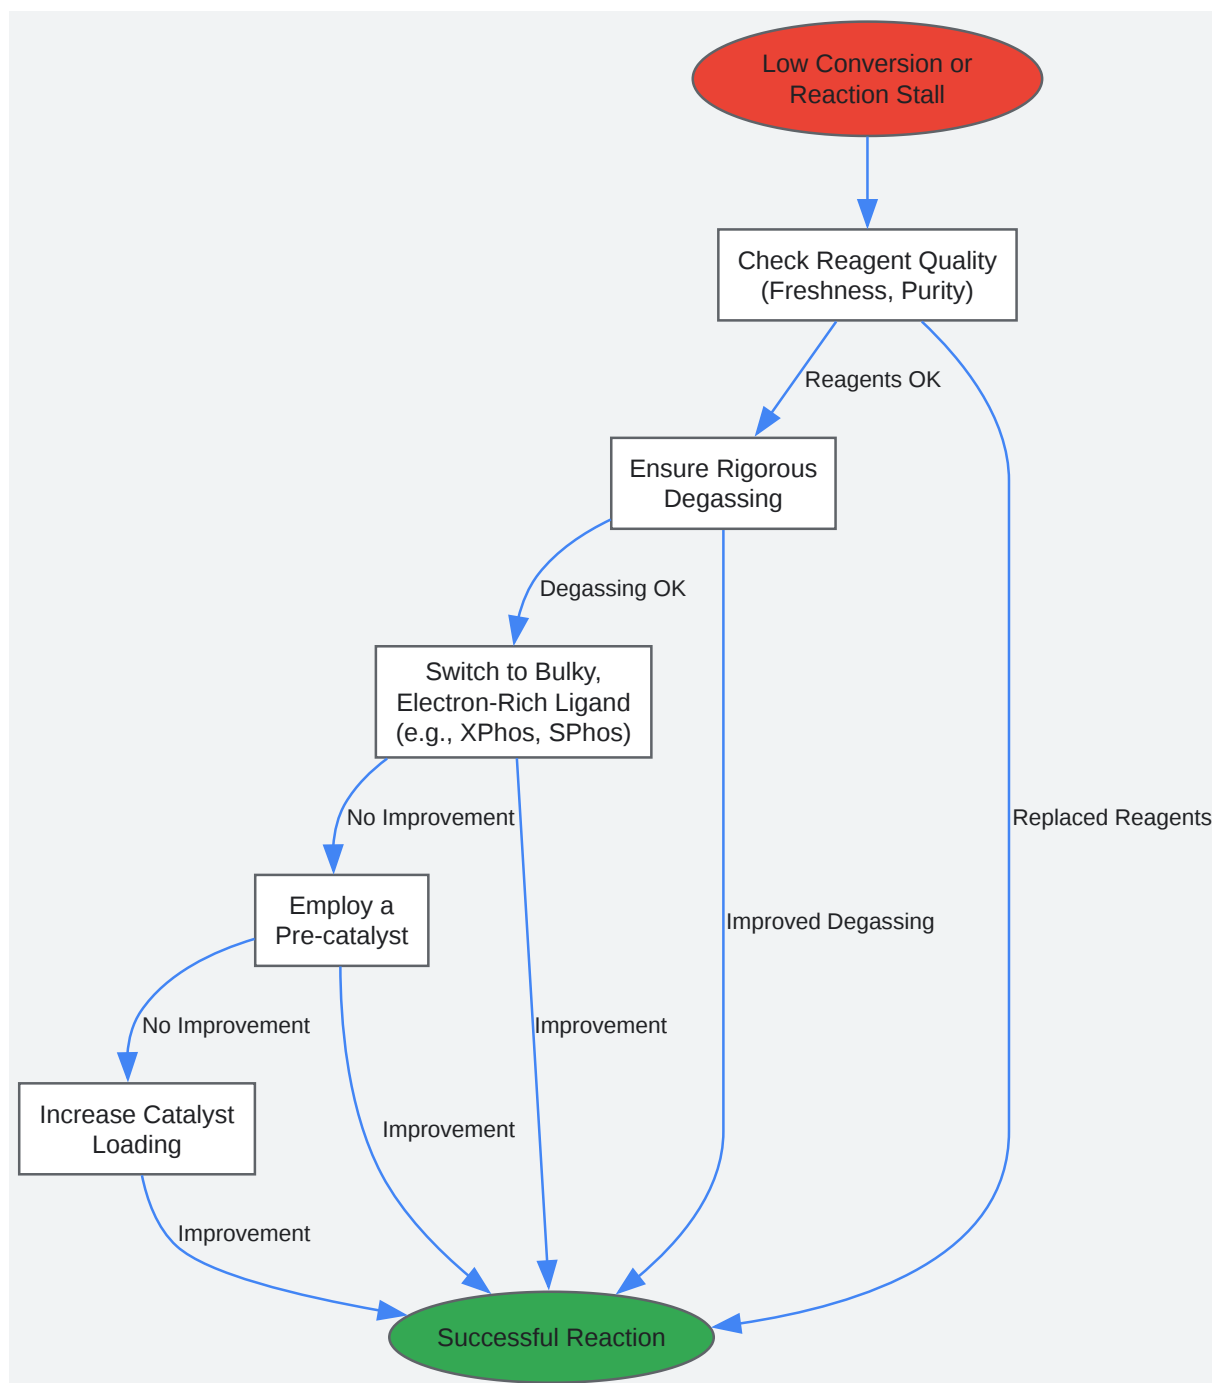 Low Conversion or
Reaction Stall
Check Reagent Quality
(Freshness, Purity)
Reagents OK
Ensure Rigorous
Degassing
Degassing OK
Switch to Bulky,
Electron-Rich Ligand
(e.g., XPhos, SPhos)
No Improvement
Replaced Reagents
Employ a
Pre-catalyst
Improved Degassing
No Improvement
Improvement
Increase Catalyst
Loading
Improvement
Improvement
Successful Reaction